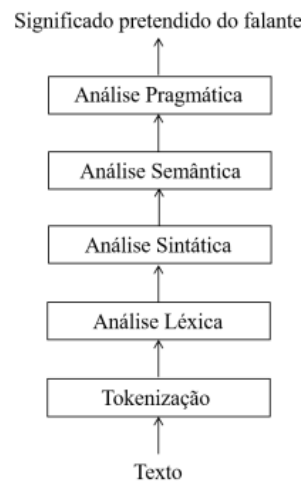 Significado pretendido do falante
Análise Pragmática
Análise Semântica
Análise Sintática
Análise Léxica
Tokenização
Texto